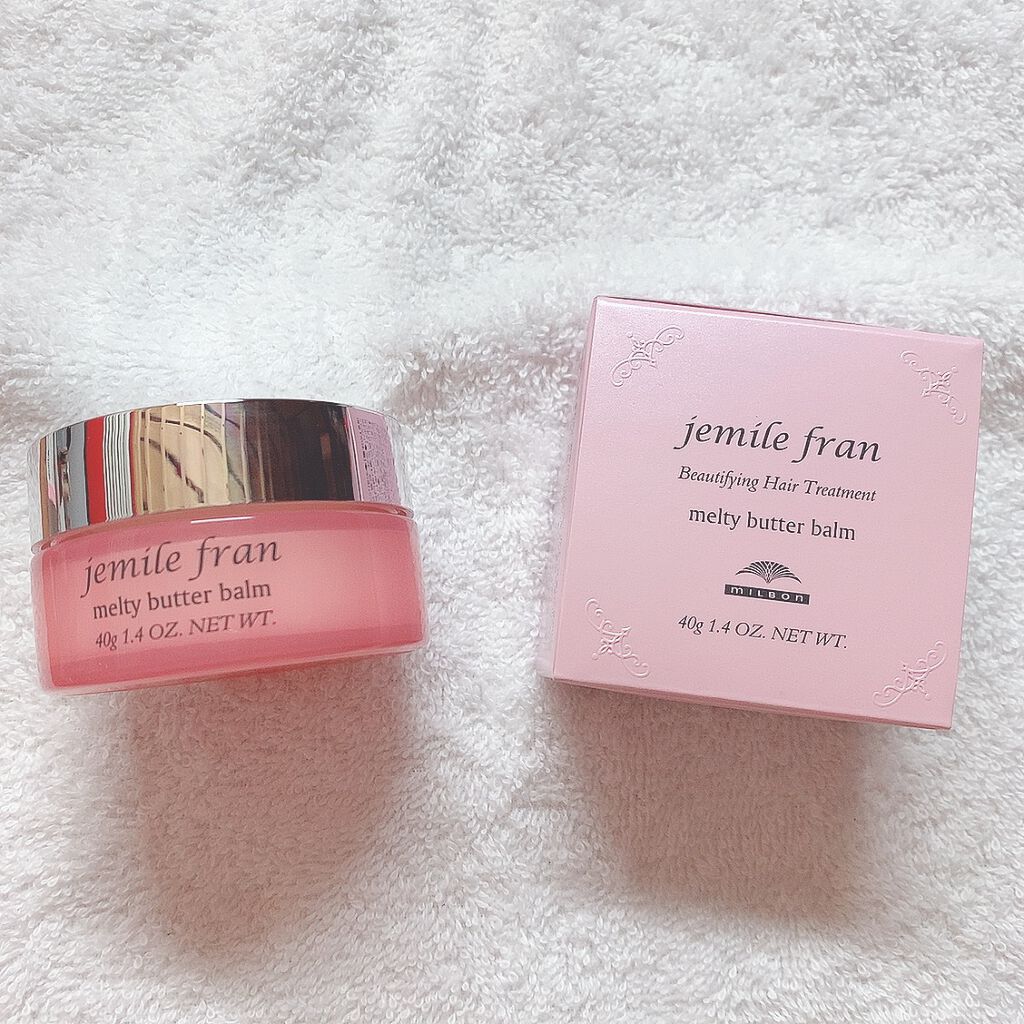 jemile fran
melty butter balm
40g 1.4 OZ. NET WT.
jemile fran
Beautifying Hair Treatment
melty butter balm
MILBON
40g 1.4 OZ. NET WT.